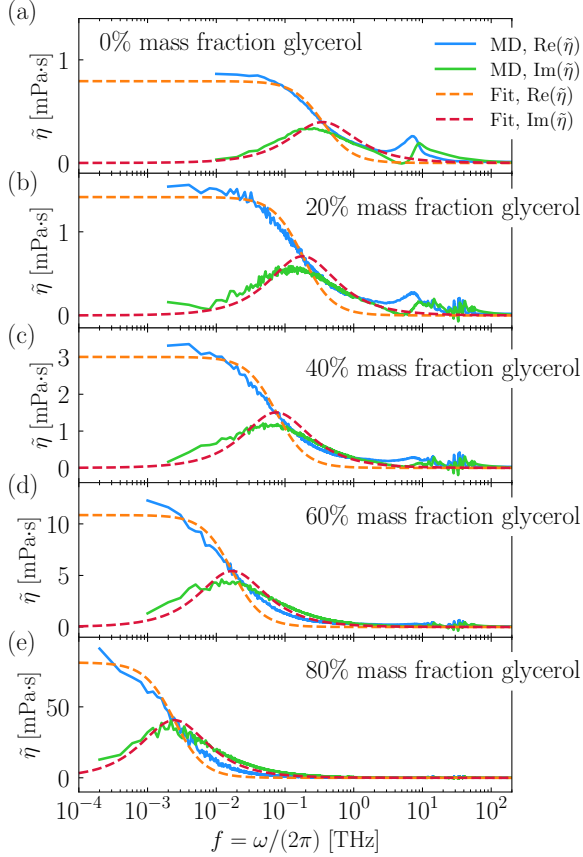 (a)
0% mass fraction glycerol
MD, Re(η̃)
MD, Im(η̃)
Fit, Re(η̃)
Fit, Im(η̃)
1
0
η̃ [mPa·s]
(b)
20% mass fraction glycerol
1
0
η̃ [mPa·s]
(c)
40% mass fraction glycerol
3
2
1
0
η̃ [mPa·s]
(d)
60% mass fraction glycerol
10
5
0
η̃ [mPa·s]
(e)
80% mass fraction glycerol
50
0
η̃ [mPa·s]
10⁻⁴ 10⁻³ 10⁻² 10⁻¹ 10⁰ 10¹ 10²
f = ω/(2π) [THz]